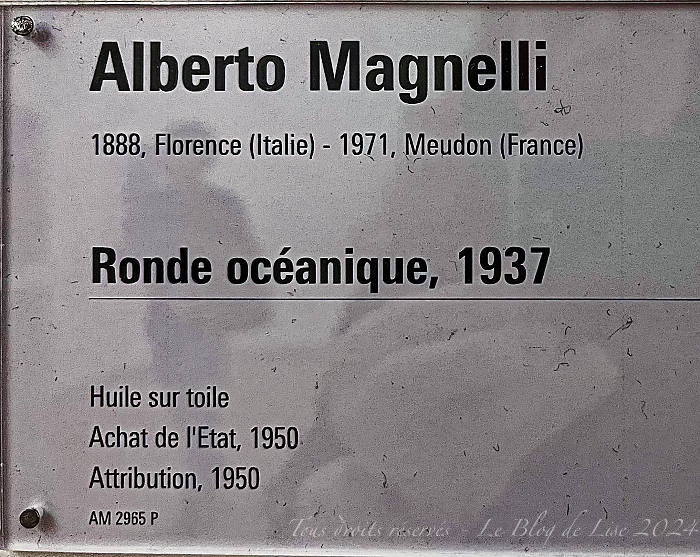 Alberto Magnelli
1888, Florence (Italie) - 1971, Meudon (France)
Ronde océanique, 1937
Huile sur toile
Achat de l'Etat, 1950
Attribution, 1950
AM 2965 P
Tous droits réservés Le Blog de Lise 2024